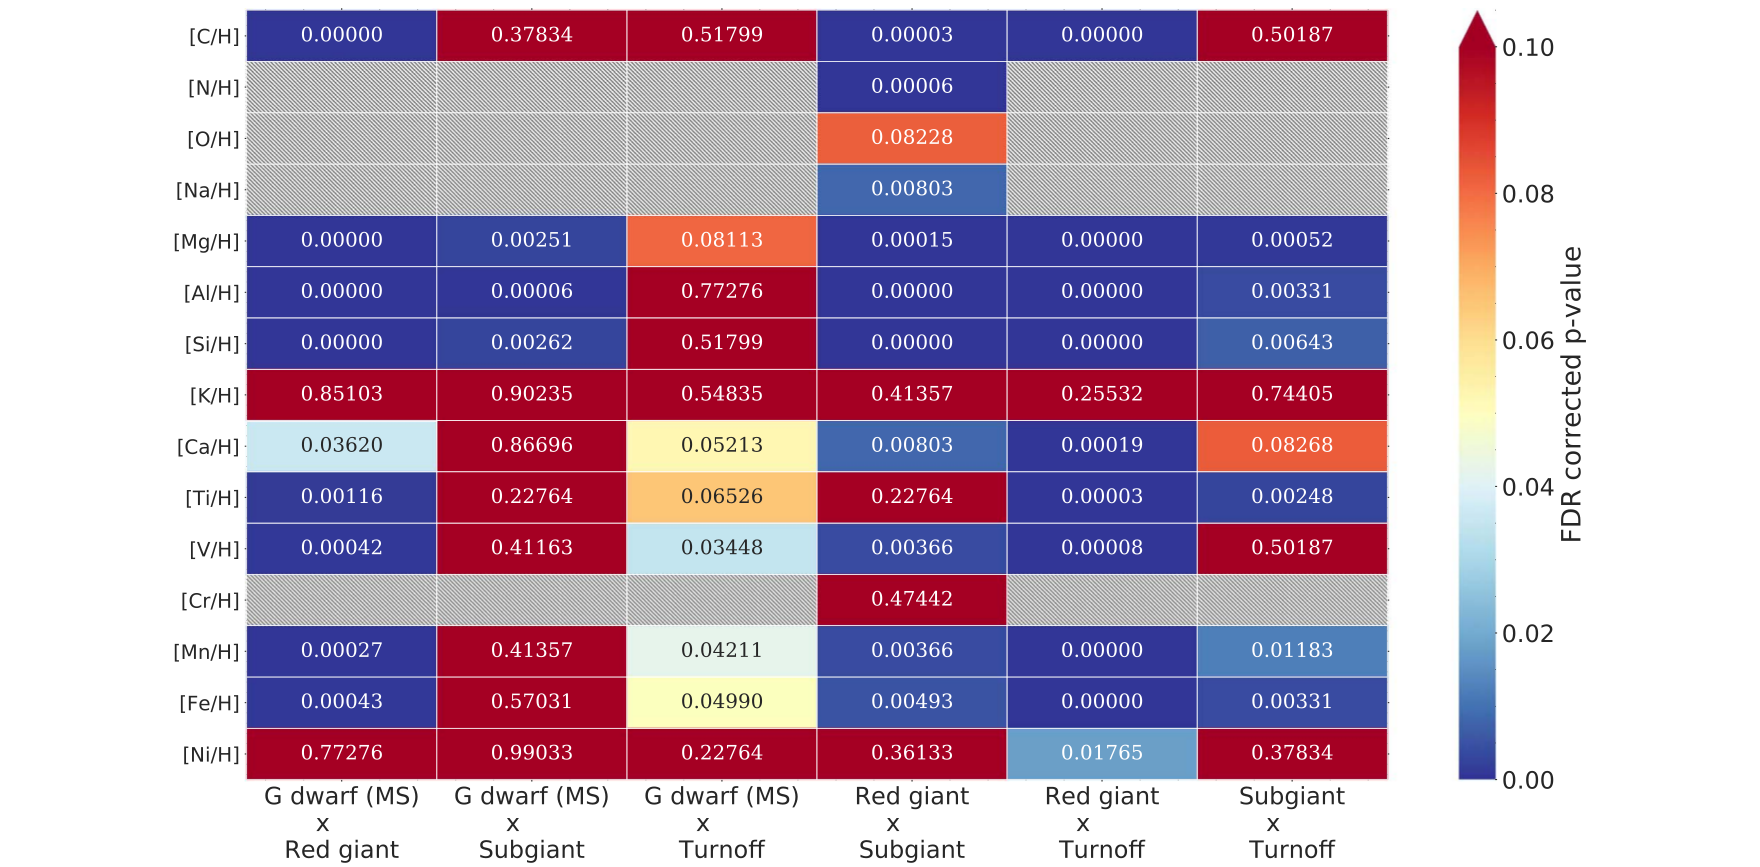 [C/H] 0.00000 0.37834 0.51799 0.00003 0.00000 0.50187
[N/H] 0.00006
[O/H] 0.08228
[Na/H] 0.00803
[Mg/H] 0.00000 0.00251 0.08113 0.00015 0.00000 0.00052
[Al/H] 0.00000 0.00006 0.77276 0.00000 0.00000 0.00331
[Si/H] 0.00000 0.00262 0.51799 0.00000 0.00000 0.00643
[K/H] 0.85103 0.90235 0.54835 0.41357 0.25532 0.74405
[Ca/H] 0.03620 0.86696 0.05213 0.00803 0.00019 0.08268
[Ti/H] 0.00116 0.22764 0.06526 0.22764 0.00003 0.00248
[V/H] 0.00042 0.41163 0.03448 0.00366 0.00008 0.50187
[Cr/H] 0.47442
[Mn/H] 0.00027 0.41357 0.04211 0.00366 0.00000 0.01183
[Fe/H] 0.00043 0.57031 0.04990 0.00493 0.00000 0.00331
[Ni/H] 0.77276 0.99033 0.22764 0.36133 0.01765 0.37834
G dwarf (MS) G dwarf (MS) G dwarf (MS) Red giant Red giant Subgiant
x x x x x x
Red giant Subgiant Turnoff Subgiant Turnoff Turnoff
0.10
0.08
0.06
0.04
0.02
0.00
FDR corrected p-value